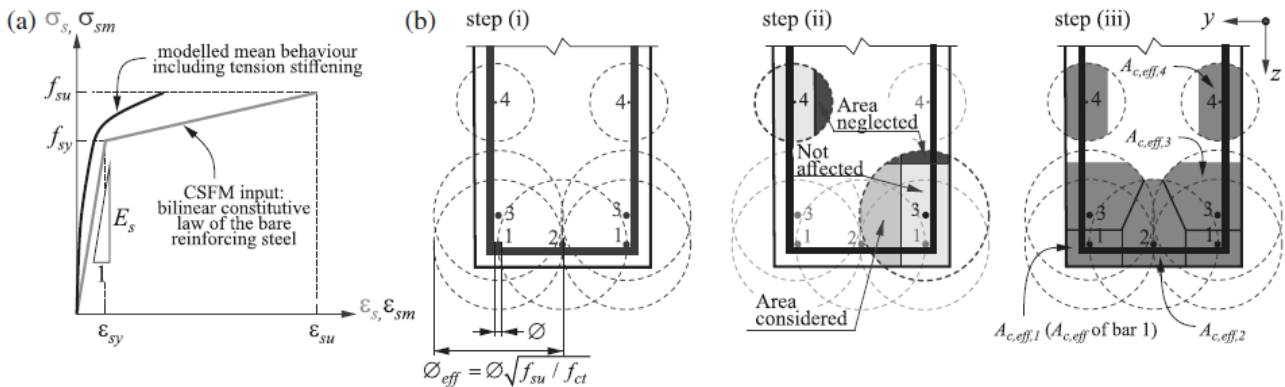 (a)
σs, σsm
modelled mean behaviour
including tension stiffening
fsu
fsy
CSFM input:
bilinear constitutive
law of the bare
reinforcing steel
Es
1
εsy
εsu
εs, εsm
(b)
step (i)
4
3
1
2
3
1
Ø
Øeff = Ø√fsu / fct
step (ii)
4
Area
neglected
4
Not
affected
3
1
2
3
1
Area
considered
step (iii)
y
z
Ac,eff,4
4
4
Ac,eff,3
3
1
2
3
1
Ac,eff,1 (Ac,eff of bar 1)
Ac,eff,2